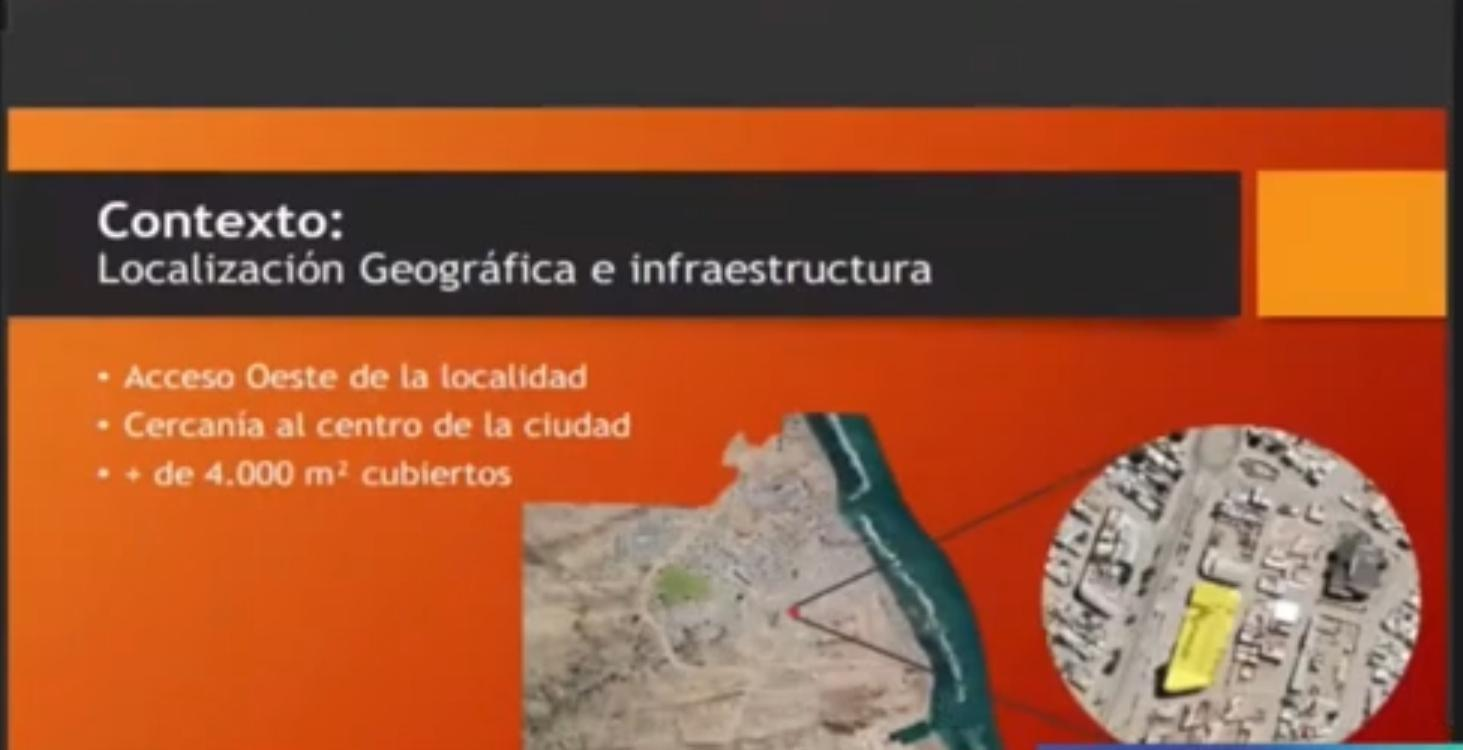 Contexto:
Localización Geográfica e infraestructura
• Acceso Oeste de la localidad
• Cercanía al centro de la ciudad
• + de 4.000 m² cubiertos